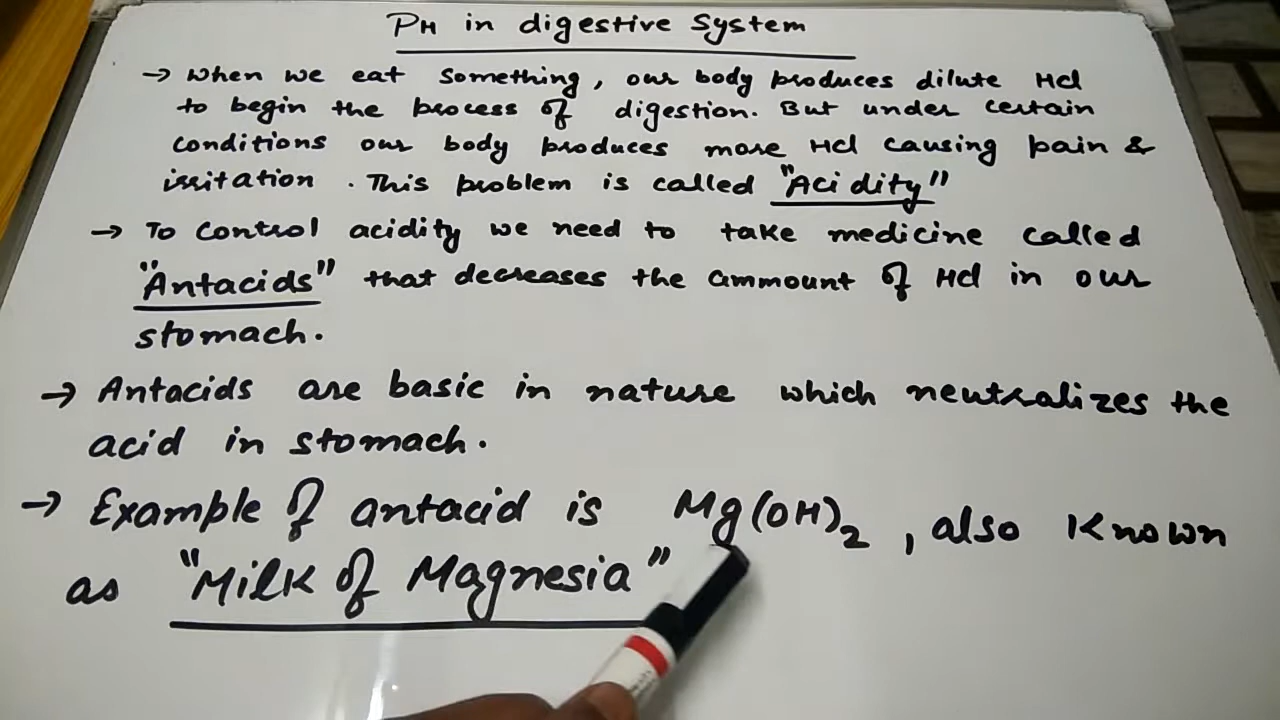 PH in digestive System
→ When we eat something, our body produces dilute Hcl
to begin the process of digestion. But under certain
conditions our body produces more Hcl causing pain &
irritation. This problem is called "Acidity"
→ To control acidity we need to take medicine called
"Antacids" that decreases the ammount of Hcl in our
stomach.
→ Antacids are basic in nature which neutralizes the
acid in stomach.
→ Example of antacid is Mg(OH)₂, also known
as "Milk of Magnesia"